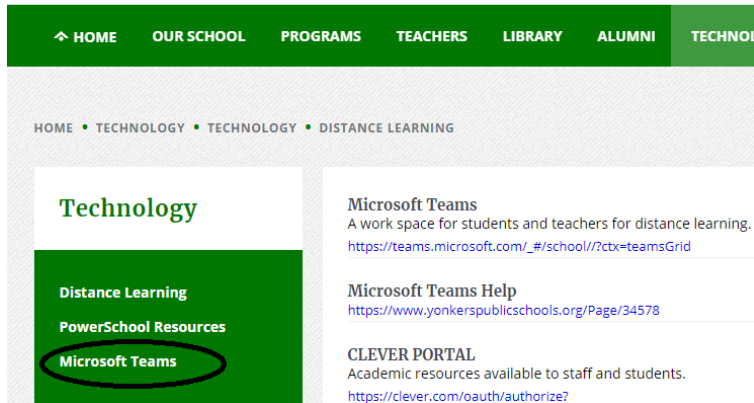 HOME OUR SCHOOL PROGRAMS TEACHERS LIBRARY ALUMNI TECHNOL
HOME • TECHNOLOGY • TECHNOLOGY • DISTANCE LEARNING
Technology
Distance Learning
PowerSchool Resources
Microsoft Teams
Microsoft Teams
A work space for students and teachers for distance learning.
https://teams.microsoft.com/_#/school//?ctx=teamsGrid
Microsoft Teams Help
https://www.yonkerspublicschools.org/Page/34578
CLEVER PORTAL
Academic resources available to staff and students.
https://clever.com/oauth/authorize?